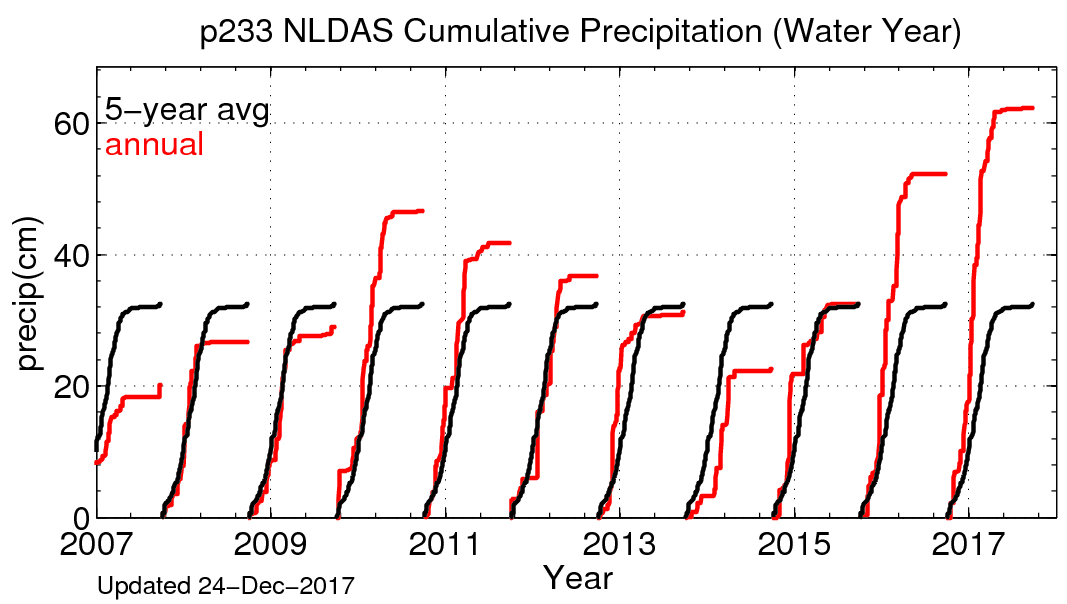 p233 NLDAS Cumulative Precipitation (Water Year)
5−year avg
annual
precip(cm)
60
40
20
0
2007 2009 2011 2013 2015 2017
Year
Updated 24−Dec−2017